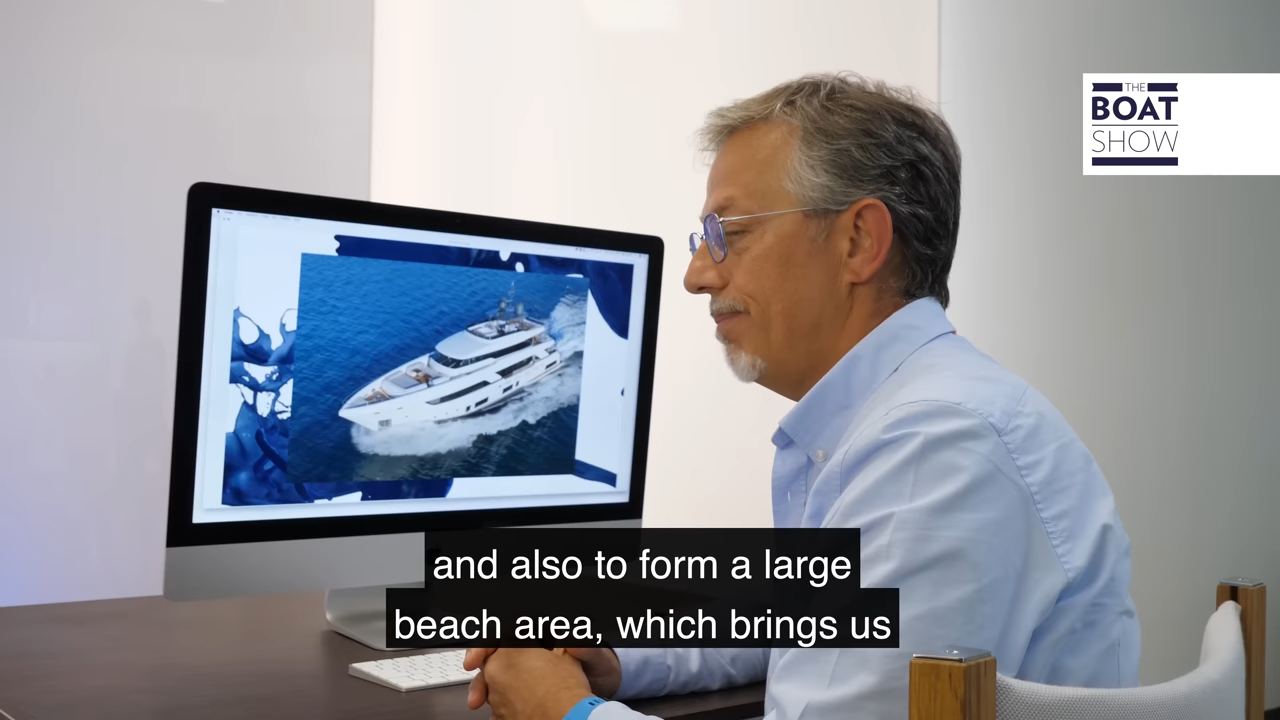 THE
BOAT
SHOW
and also to form a large
beach area, which brings us